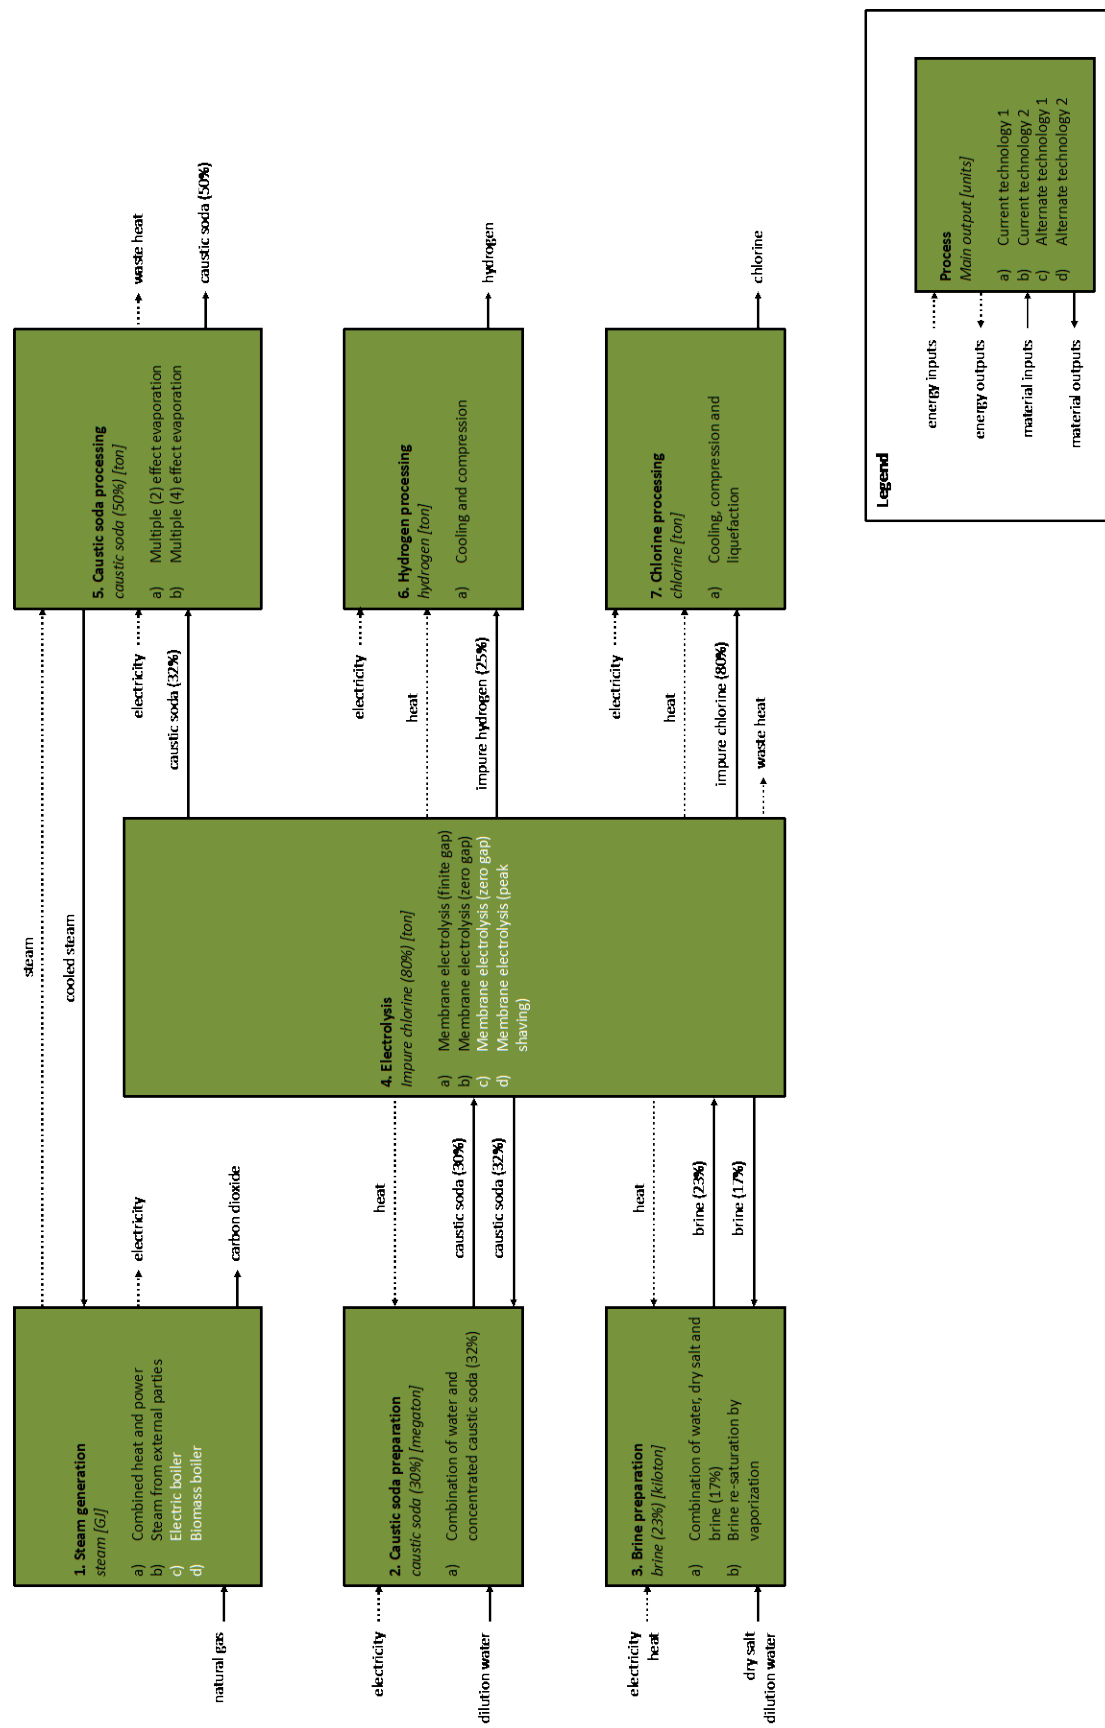 steam
cooled steam
1. Steam generation
steam [GJ]
a) Combined heat and power
b) Steam from external parties
c) Electric boiler
d) Biomass boiler
natural gas
electricity
carbon dioxide
5. Caustic soda processing
caustic soda (50%) [ton]
a) Multiple (2) effect evaporation
b) Multiple (4) effect evaporation
electricity
caustic soda (32%)
waste heat
caustic soda (50%)
2. Caustic soda preparation
caustic soda (30%) [megaton]
a) Combination of water and
concentrated caustic soda (32%)
electricity
dilution water
heat
caustic soda (30%)
caustic soda (32%)
4. Electrolysis
Impure chlorine (80%) [ton]
a) Membrane electrolysis (finite gap)
b) Membrane electrolysis (zero gap)
c) Membrane electrolysis (zero gap)
d) Membrane electrolysis (peak
shaving)
6. Hydrogen processing
hydrogen [ton]
a) Cooling and compression
electricity
heat
impure hydrogen (25%)
hydrogen
3. Brine preparation
brine (23%) [kiloton]
a) Combination of water, dry salt and
brine (17%)
b) Brine re-saturation by
vaporization
electricity
heat
dry salt
dilution water
heat
brine (23%)
brine (17%)
7. Chlorine processing
chlorine [ton]
a) Cooling, compression and
liquefaction
electricity
heat
impure chlorine (80%)
waste heat
chlorine
Legend
energy inputs
energy outputs
material inputs
material outputs
Process
Main output [units]
a) Current technology 1
b) Current technology 2
c) Alternate technology 1
d) Alternate technology 2